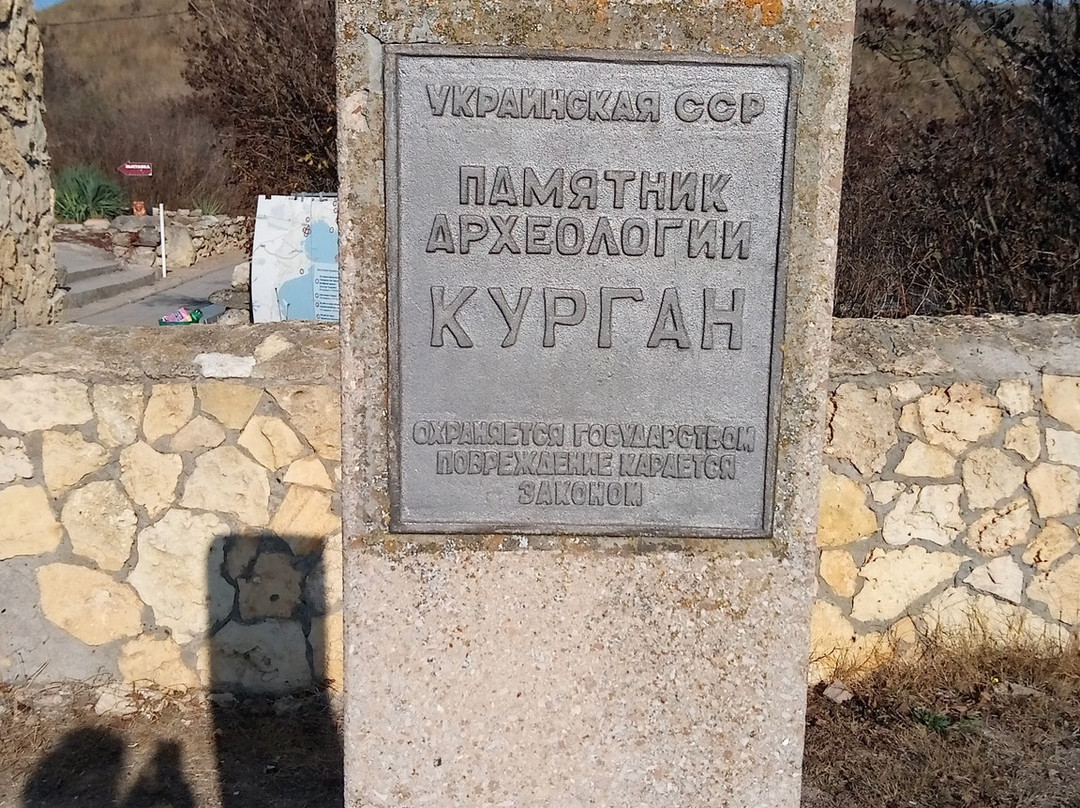 УКРАИНСКАЯ ССР
ПАМЯТНИК
АРХЕОЛОГИИ
КУРГАН
ОХРАНЯЕТСЯ ГОСУДАРСТВОМ
ПОВРЕЖДЕНИЕ КАРАЕТСЯ
ЗАКОНОМ